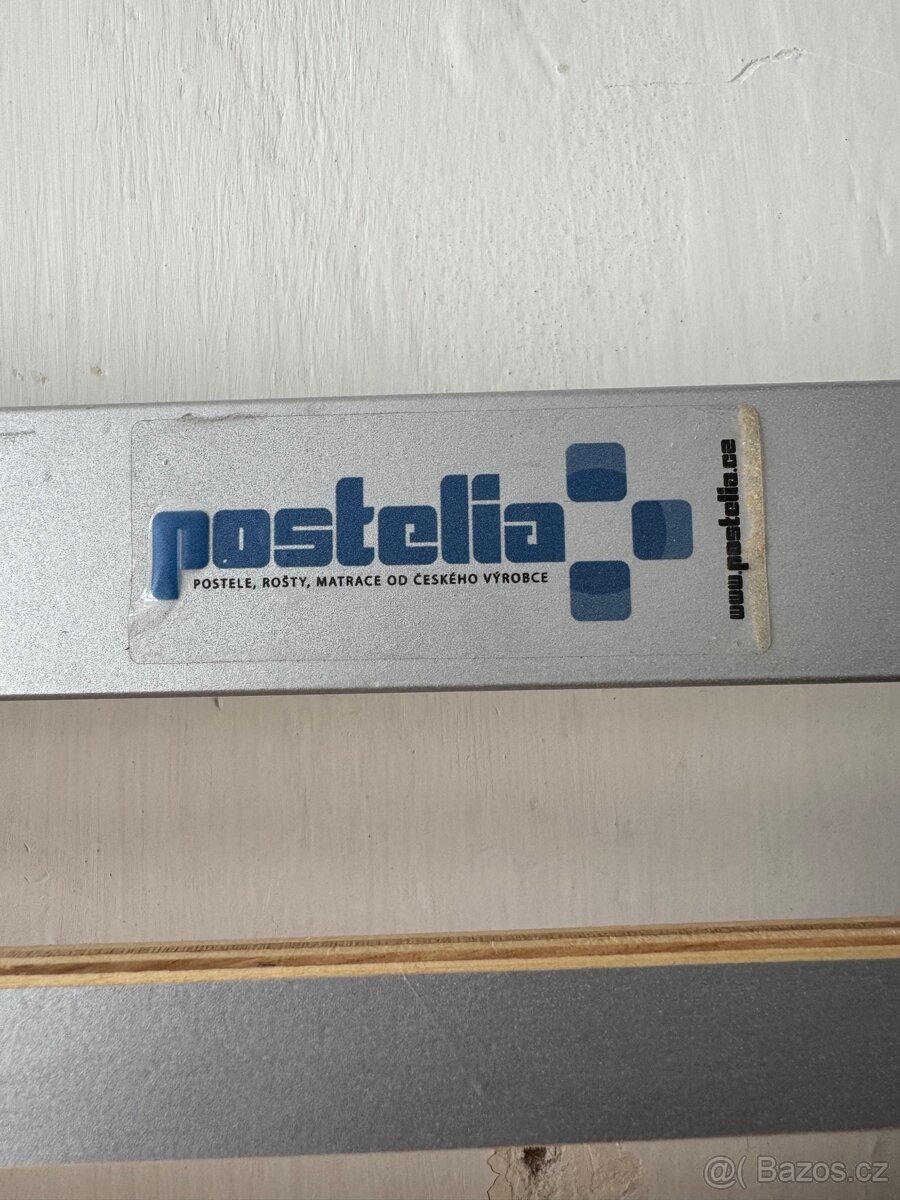 postelia
POSTELE, ROŠTY, MATRACE OD ČESKÉHO VÝROBCE
www.postelia.cz
@( Bazos.cz